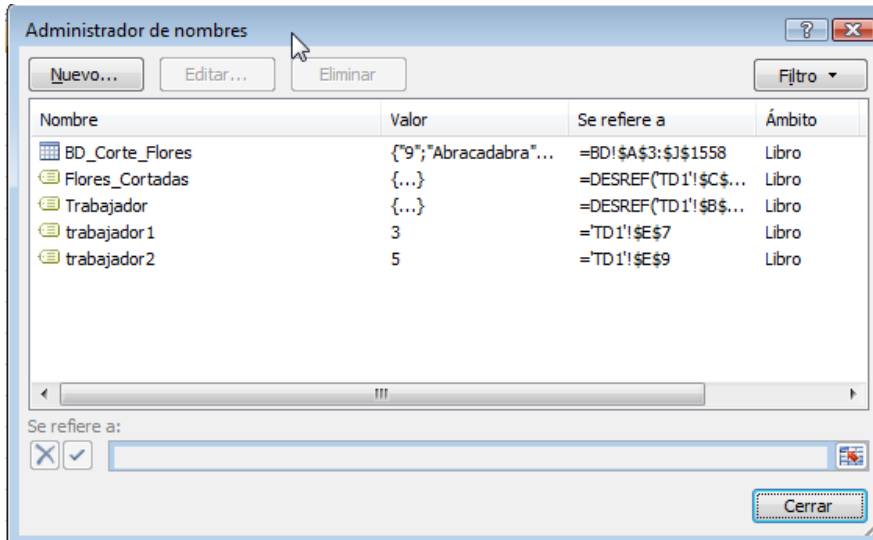 Administrador de nombres
Nuevo... Editar... Eliminar Filtro
Nombre Valor Se refiere a Ámbito
BD_Corte_Flores {"9";"Abracadabra"... =BD!$A$3:$J$1558 Libro
Flores_Cortadas {...} =DESREF('TD1'!$C$... Libro
Trabajador {...} =DESREF('TD1'!$B$... Libro
trabajador1 3 ='TD1'!$E$7 Libro
trabajador2 5 ='TD1'!$E$9 Libro
Se refiere a:
Cerrar